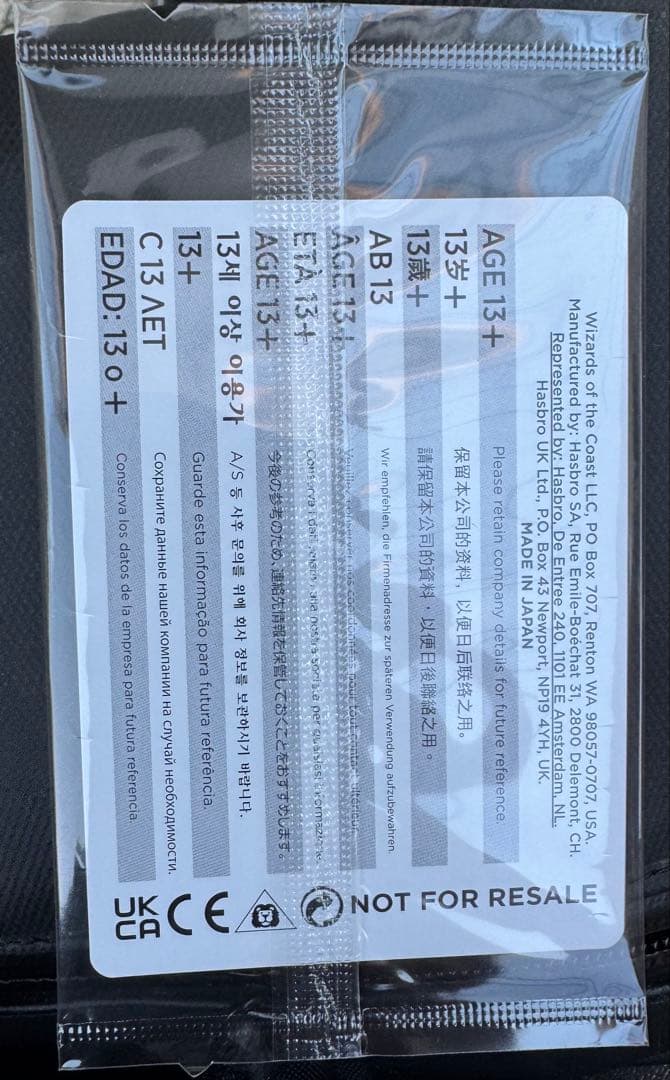 Wizards of the Coast LLC, PO Box 707, Renton WA 98057-0707, USA.
Manufactured by: Hasbro SA, Rue Emile-Boéchat 31, 2800 Delemont, CH.
Represented by: Hasbro, De Entree 240, 1101 EE Amsterdam, NL.
Hasbro UK Ltd., P.O. Box 43 Newport, NP19 4YH, UK.
MADE IN JAPAN
AGE 13+ Please retain company details for future reference.
13岁+ 保留本公司的资料，以便日后联络之用。
13歲+ 請保留本公司的資料，以便日後聯絡之用。
AB 13 Wir empfehlen, die Firmenadresse zur späteren Verwendung aufzubewahren.
ÂGE 13+
ETÀ 13+
AGE 13+ 今後の参考のため、連絡先情報を保管しておくことをおすすめします。
13세 이상 이용가 A/S 등 사후 문의를 위해 회사 정보를 보관하시기 바랍니다.
13+ Guarde esta informação para futura referência.
С 13 ЛЕТ Сохраните данные нашей компании на случай необходимости.
EDAD: 13 o + Conserva los datos de la empresa para futura referencia.
NOT FOR RESALE
CE
UK
CA